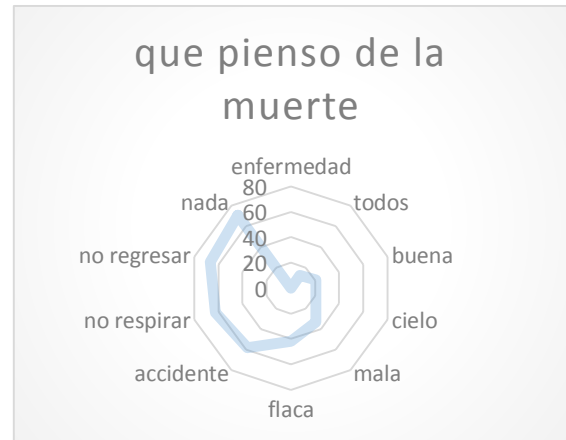 que pienso de la
muerte
enfermedad
todos
buena
cielo
mala
flaca
accidente
no respirar
no regresar
nada
80
60
40
20
0